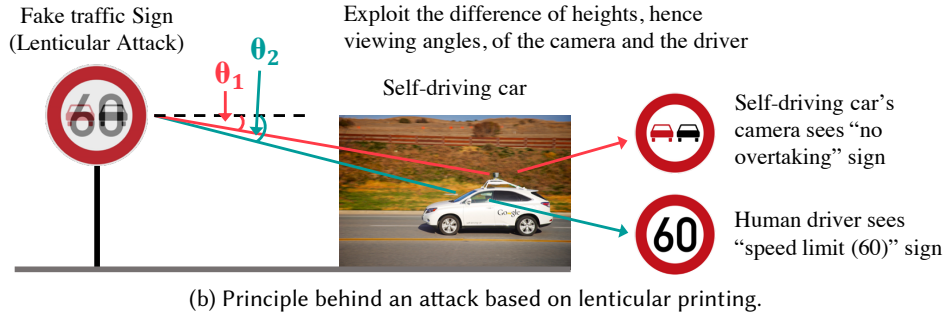 Fake traffic Sign
(Lenticular Attack)
Exploit the difference of heights, hence
viewing angles, of the camera and the driver
θ1
θ2
Self-driving car
60
Google
Self-driving car's
camera sees “no
overtaking” sign
60
Human driver sees
“speed limit (60)” sign
(b) Principle behind an attack based on lenticular printing.